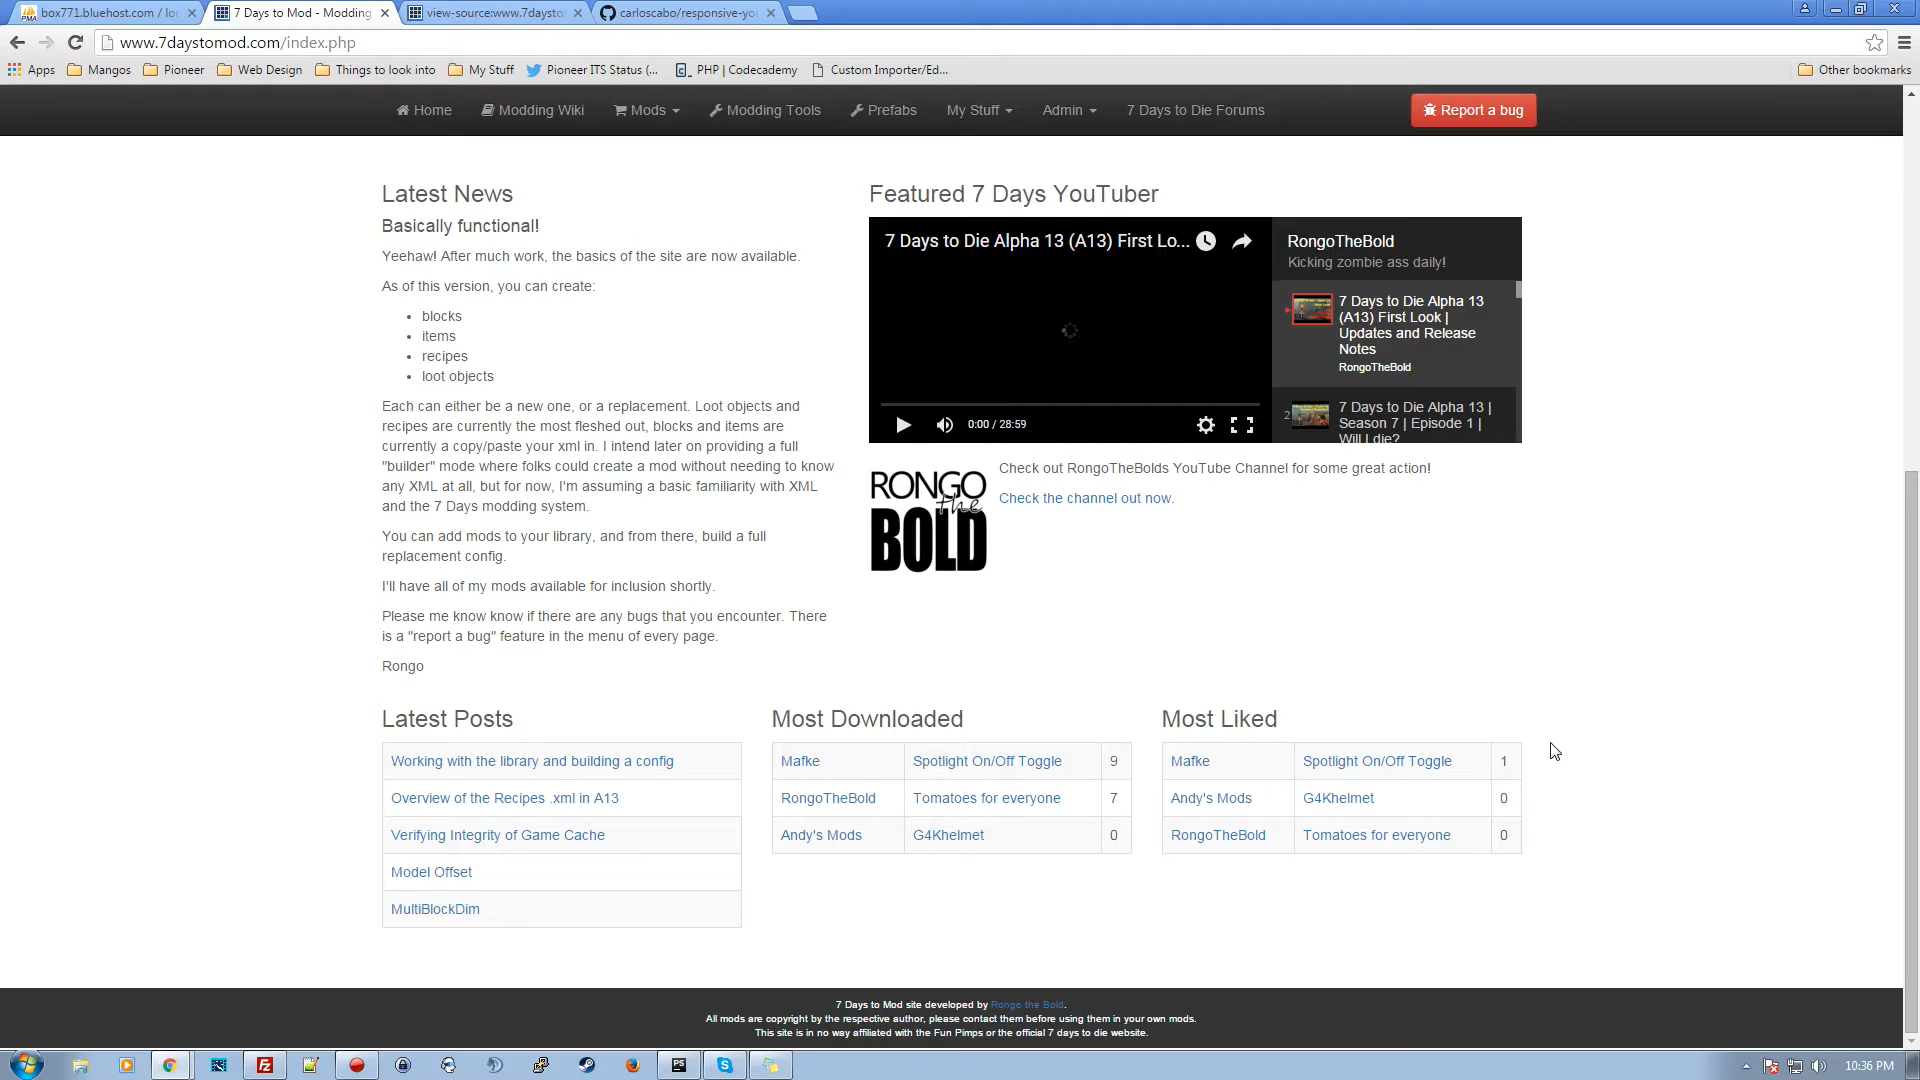 box771.bluehost.com / lo
7 Days to Mod - Modding
view-source:www.7daysto
carloscabo/responsive-yo
www.7daystomod.com/index.php
Apps Mangos Pioneer Web Design Things to look into My Stuff Pioneer ITS Status (... PHP | Codecademy Custom Importer/Ed... Other bookmarks
Home Modding Wiki Mods Modding Tools Prefabs My Stuff Admin 7 Days to Die Forums Report a bug
Latest News
Basically functional!
Yeehaw! After much work, the basics of the site are now available.
As of this version, you can create:
• blocks
• items
• recipes
• loot objects
Each can either be a new one, or a replacement. Loot objects and
recipes are currently the most fleshed out, blocks and items are
currently a copy/paste your xml in. I intend later on providing a full
"builder" mode where folks could create a mod without needing to know
any XML at all, but for now, I'm assuming a basic familiarity with XML
and the 7 Days modding system.
You can add mods to your library, and from there, build a full
replacement config.
I'll have all of my mods available for inclusion shortly.
Please me know know if there are any bugs that you encounter. There
is a "report a bug" feature in the menu of every page.
Rongo
Featured 7 Days YouTuber
7 Days to Die Alpha 13 (A13) First Lo...
0:00 / 28:59
RongoTheBold
Kicking zombie ass daily!
7 Days to Die Alpha 13
(A13) First Look |
Updates and Release
Notes
RongoTheBold
2
7 Days to Die Alpha 13 |
Season 7 | Episode 1 |
Will I die?
RONGO
the
BOLD
Check out RongoTheBolds YouTube Channel for some great action!
Check the channel out now.
Latest Posts
Working with the library and building a config
Overview of the Recipes .xml in A13
Verifying Integrity of Game Cache
Model Offset
MultiBlockDim
Most Downloaded
Mafke Spotlight On/Off Toggle 9
RongoTheBold Tomatoes for everyone 7
Andy's Mods G4Khelmet 0
Most Liked
Mafke Spotlight On/Off Toggle 1
Andy's Mods G4Khelmet 0
RongoTheBold Tomatoes for everyone 0
7 Days to Mod site developed by Rongo the Bold.
All mods are copyright by the respective author, please contact them before using them in your own mods.
This site is in no way affiliated with the Fun Pimps or the official 7 days to die website.
10:36 PM